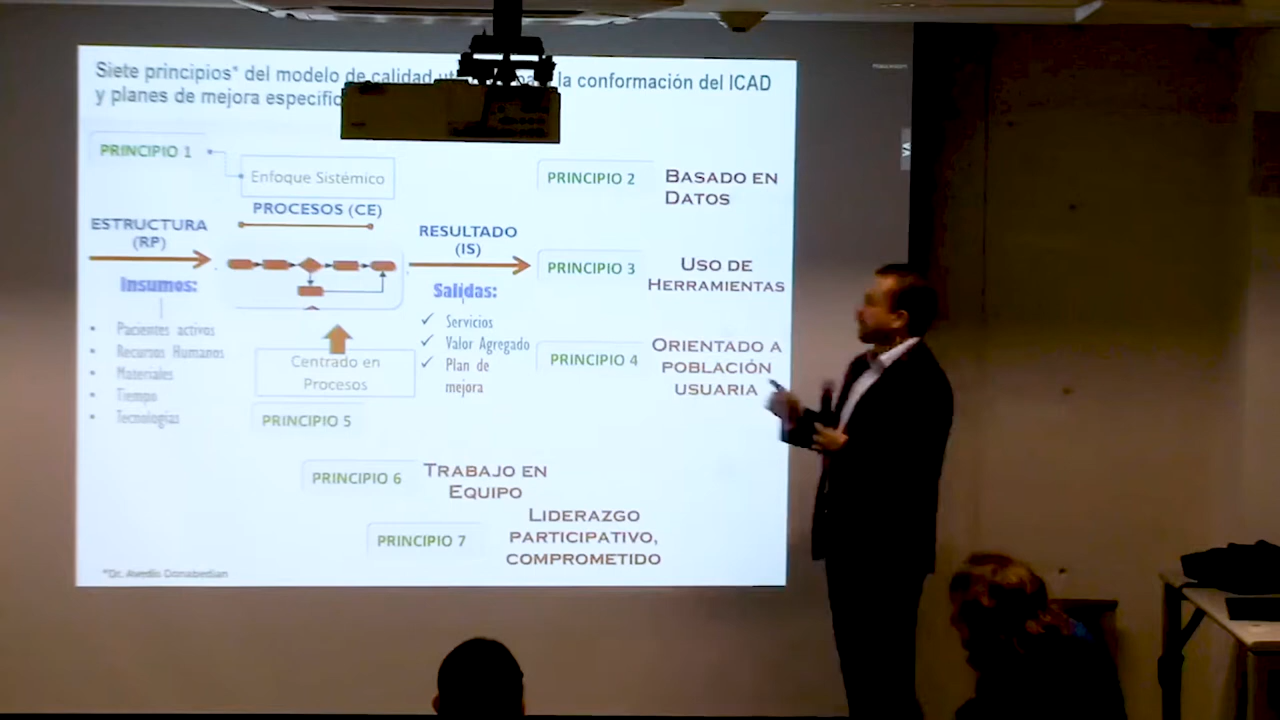 Siete principios* del modelo de calidad la conformación del ICAD
y planes de mejora
PRINCIPIO 1
Enfoque Sistémico
PROCESOS (CE)
ESTRUCTURA
(RP)
Insumos:
• Pacientes activos
• Recursos Humanos
• Materiales
• Tiempo
• Tecnologías
RESULTADO
(IS)
Salidas:
✓ Servicios
✓ Valor Agregado
✓ Plan de
mejora
Centrado en
Procesos
PRINCIPIO 5
PRINCIPIO 2
BASADO EN
DATOS
PRINCIPIO 3
USO DE
HERRAMIENTAS
PRINCIPIO 4
ORIENTADO A
POBLACIÓN
USUARIA
PRINCIPIO 6
TRABAJO EN
EQUIPO
PRINCIPIO 7
LIDERAZGO
PARTICIPATIVO,
COMPROMETIDO
*Dr. Avedis Donabedian